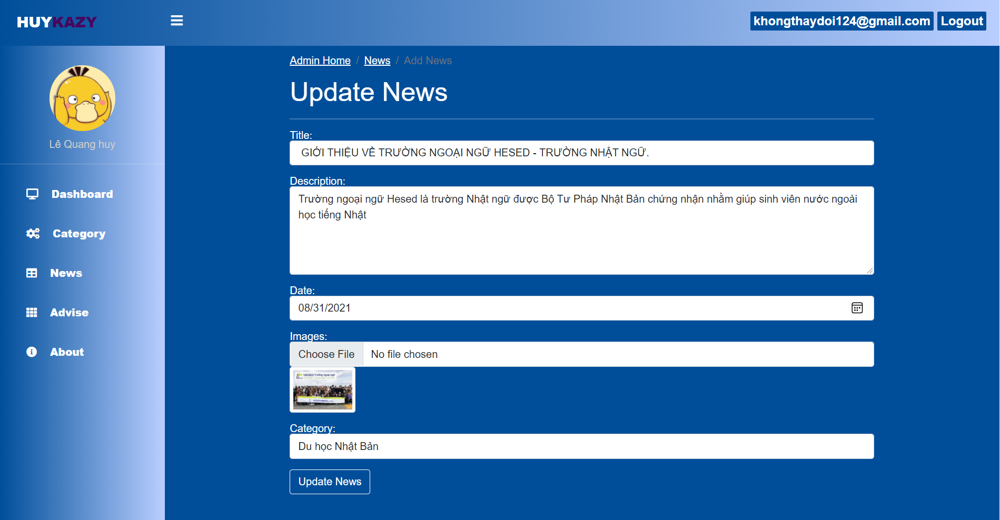 HUYKAZY
khongthaydoi124@gmail.com Logout
Lê Quang huy
Dashboard
Category
News
Advise
About
Admin Home / News / Add News
Update News
Title:
GIỚI THIỆU VỀ TRƯỜNG NGOẠI NGỮ HESED - TRƯỜNG NHẬT NGỮ.
Description:
Trường ngoại ngữ Hesed là trường Nhật ngữ được Bộ Tư Pháp Nhật Bản chứng nhận nhằm giúp sinh viên nước ngoài
học tiếng Nhật
Date:
08/31/2021
Images:
Choose File No file chosen
HESED Trường ngoại ngữ
Category:
Du học Nhật Bản
Update News